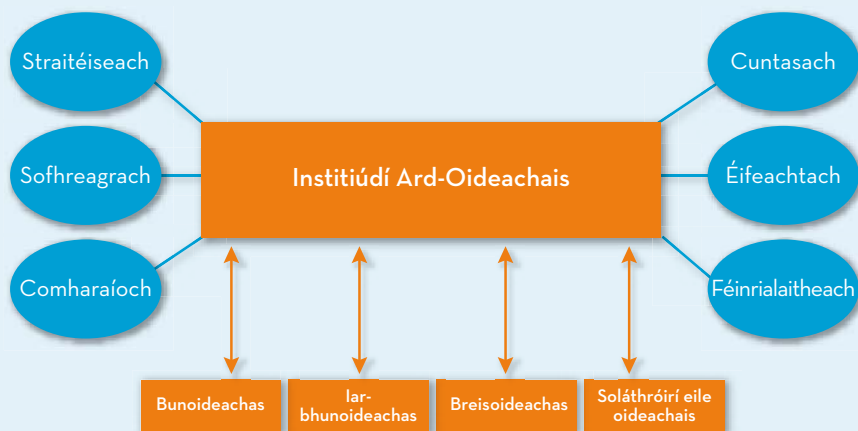 Straitéiseach
Cuntasach
Sofhreagrach
Institiúdí Ard-Oideachais
Éifeachtach
Comharaíoch
Féinrialaitheach
Bunoideachas
Iar-
bhunoideachas
Breisoideachas
Soláthróirí eile
oideachais